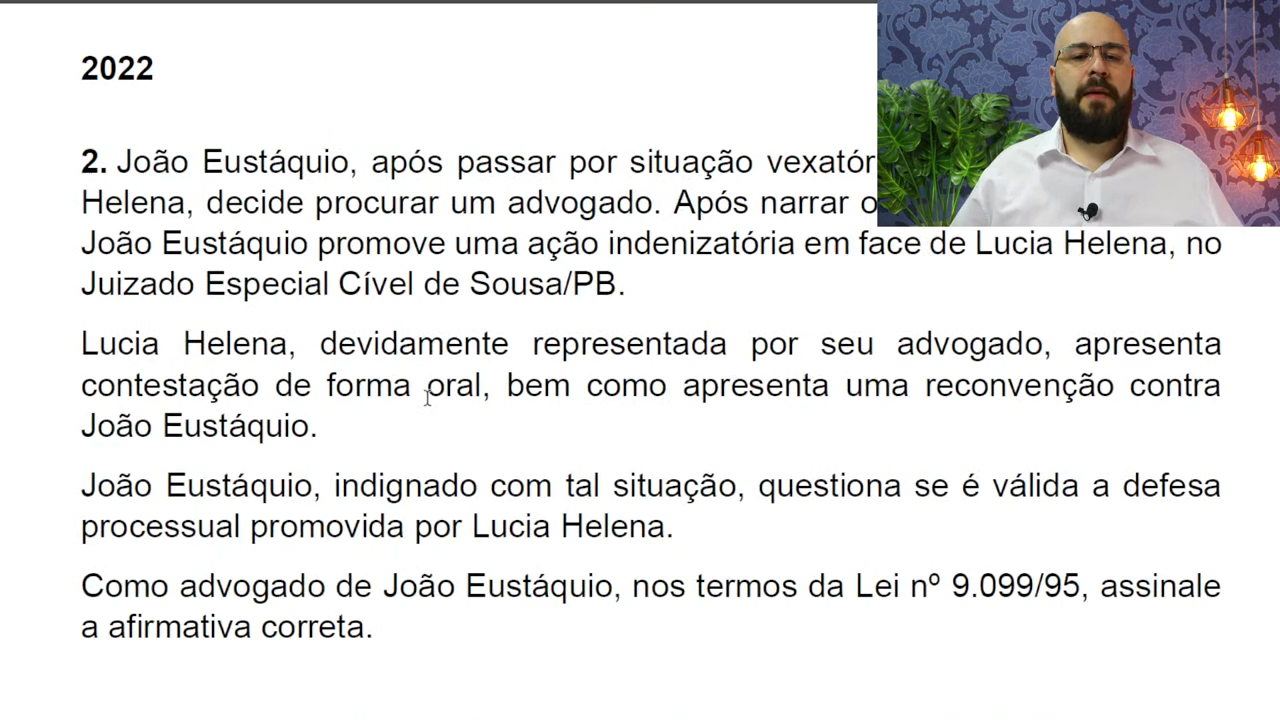 2022
2. João Eustáquio, após passar por situação
Helena, decide procurar um advogado. Após narrar
João Eustáquio promove uma ação indenizatória em face de Lucia Helena, no
Juizado Especial Cível de Sousa/PB.
Lucia Helena, devidamente representada por seu advogado, apresenta
contestação de forma oral, bem como apresenta uma reconvenção contra
João Eustáquio.
João Eustáquio, indignado com tal situação, questiona se é válida a defesa
processual promovida por Lucia Helena.
Como advogado de João Eustáquio, nos termos da Lei nº 9.099/95, assinale
a afirmativa correta.